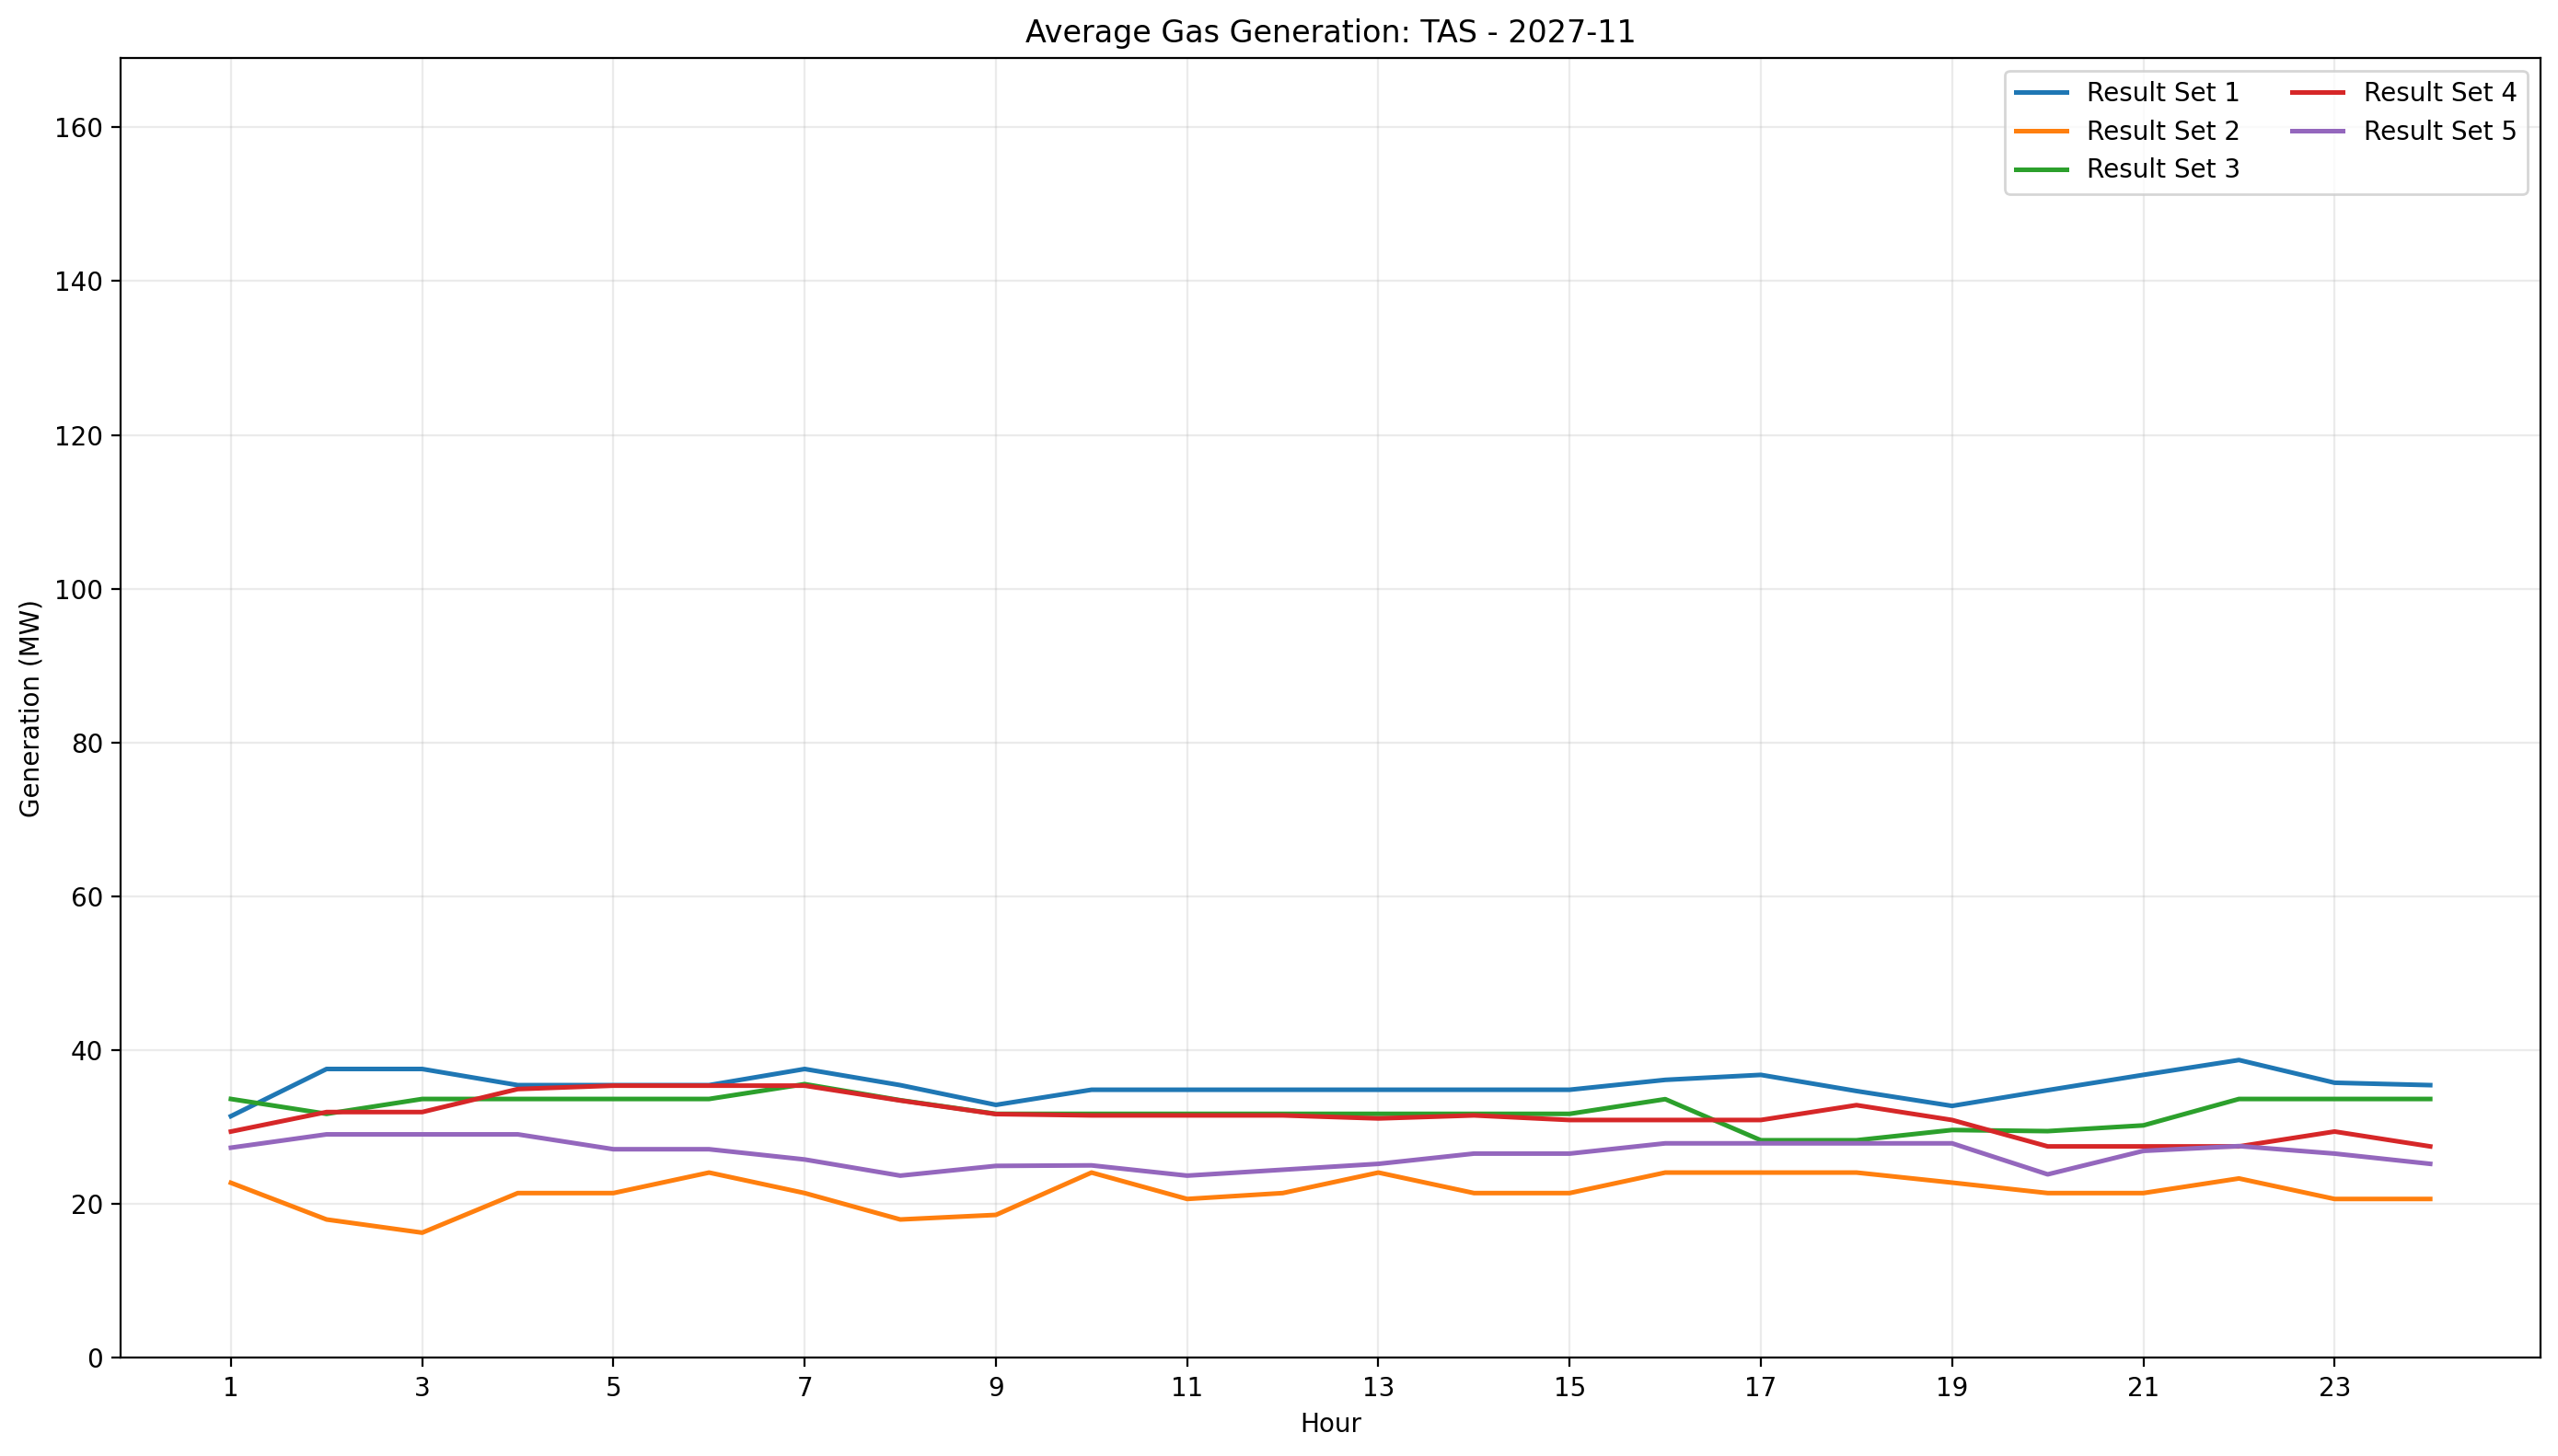 Average Gas Generation: TAS - 2027-11
Result Set 1
Result Set 2
Result Set 3
Result Set 4
Result Set 5
Generation (MW)
160
140
120
100
80
60
40
20
0
1 3 5 7 9 11 13 15 17 19 21 23
Hour